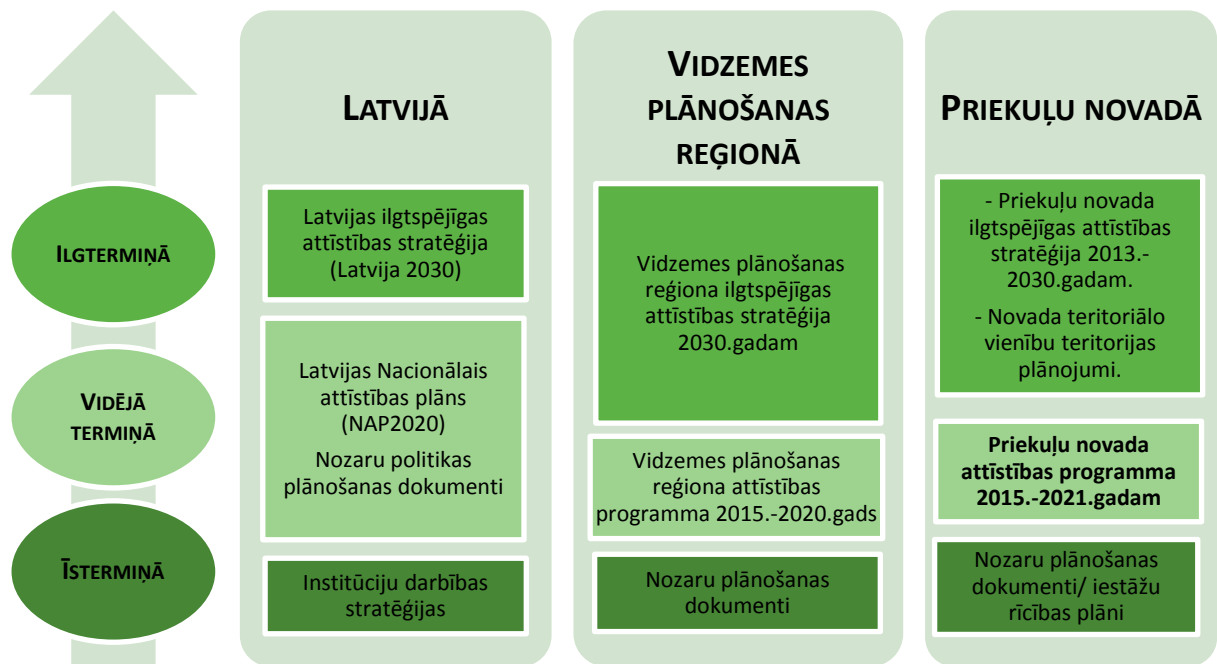 ILGTERMIŅĀ
VIDĒJĀ
TERMIŅĀ
ĪSTERMIŅĀ
LATVIJĀ
Latvijas ilgtspējīgas
attīstības stratēģija
(Latvija 2030)
Latvijas Nacionālais
attīstības plāns
(NAP2020)
Nozaru politikas
plānošanas dokumenti
Institūciju darbības
stratēģijas
VIDZEMES
PLĀNOŠANAS
REĢIONĀ
Vidzemes plānošanas
reģiona ilgtspējīgas
attīstības stratēģija
2030.gadam
Vidzemes plānošanas
reģiona attīstības
programma 2015.-2020.gads
Nozaru plānošanas
dokumenti
PRIEKUĻU NOVADĀ
- Priekuļu novada
ilgtspējīgas attīstības
stratēģija 2013.-
2030.gadam.
- Novada teritoriālo
vienību teritorijas
plānojumi.
Priekuļu novada
attīstības programma
2015.-2021.gadam
Nozaru plānošanas
dokumenti/ iestāžu
rīcības plāni